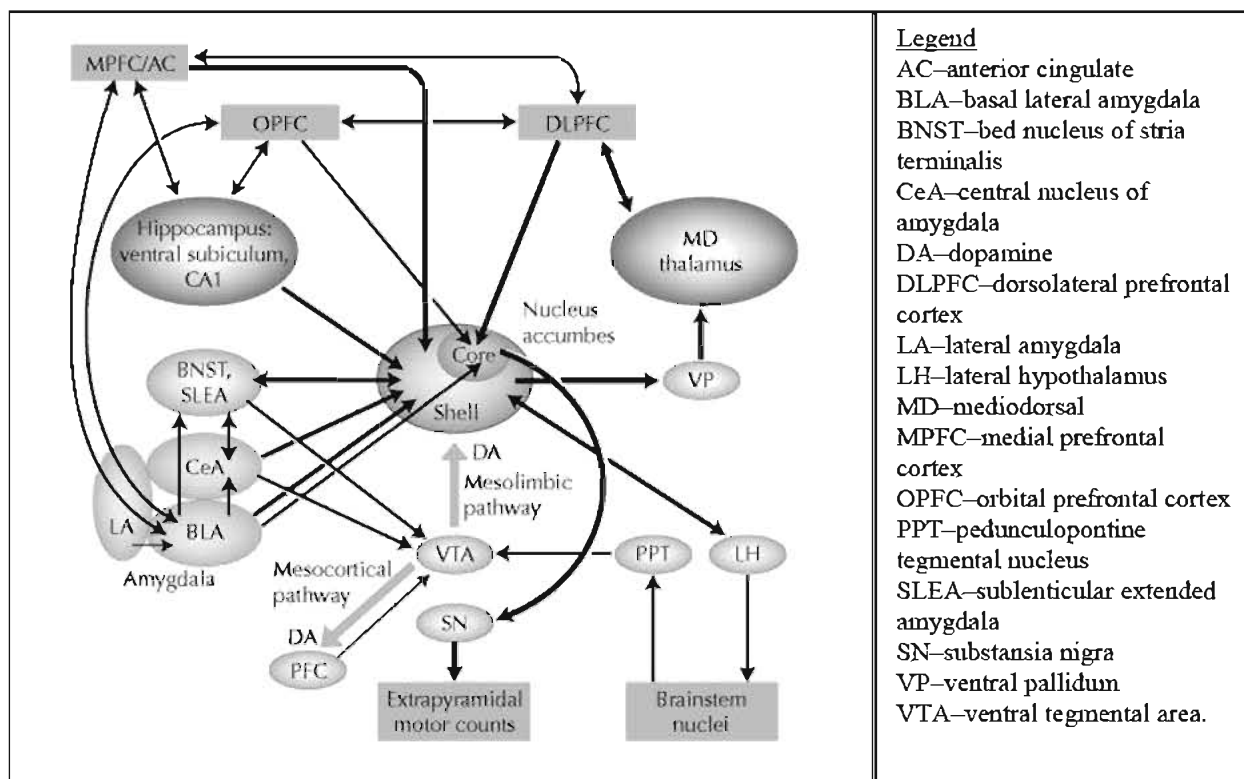 MPFC/AC
OPFC
DLPFC
Hippocampus:
ventral subiculum,
CA1
MD
thalamus
Nucleus
accumbes
Core
Shell
VP
BNST,
SLEA
CeA
LA
BLA
Amygdala
DA
Mesolimbic
pathway
VTA
PPT
LH
Mesocortical
pathway
DA
PFC
SN
Extrapyramidal
motor counts
Brainstem
nuclei
Legend
AC–anterior cingulate
BLA–basal lateral amygdala
BNST–bed nucleus of stria
terminalis
CeA–central nucleus of
amygdala
DA–dopamine
DLPFC–dorsolateral prefrontal
cortex
LA–lateral amygdala
LH–lateral hypothalamus
MD–mediodorsal
MPFC–medial prefrontal
cortex
OPFC–orbital prefrontal cortex
PPT–pedunculopontine
tegmental nucleus
SLEA–sublenticular extended
amygdala
SN–substansia nigra
VP–ventral pallidum
VTA–ventral tegmental area.